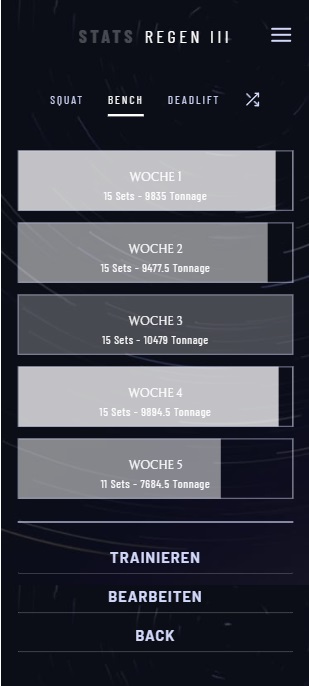 STATS REGEN III
SQUAT BENCH DEADLIFT
WOCHE 1
15 Sets - 9835 Tonnage
WOCHE 2
15 Sets - 9477.5 Tonnage
WOCHE 3
15 Sets - 10479 Tonnage
WOCHE 4
15 Sets - 9894.5 Tonnage
WOCHE 5
11 Sets - 7684.5 Tonnage
TRAINIEREN
BEARBEITEN
BACK